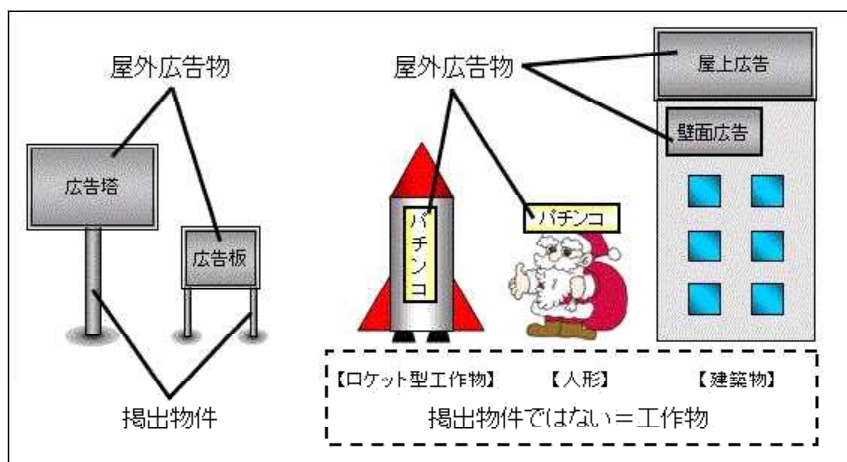 屋外広告物
広告塔
広告板
掲出物件
屋外広告物
屋上広告
壁面広告
パチンコ
パチンコ
【ロケット型工作物】
【人形】
【建築物】
掲出物件ではない＝工作物